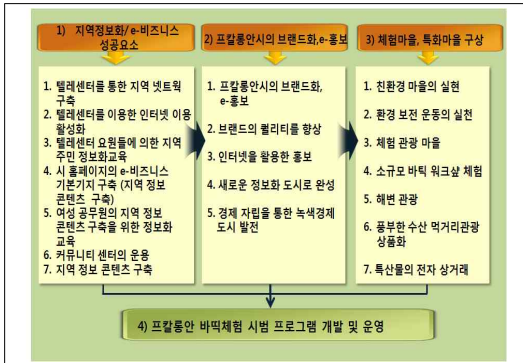 1) 지역정보화/ e-비즈니스
성공요소
1. 텔레센터를 통한 지역 넷트웍
구축
2. 텔레센터를 이용한 인터넷 이용
활성화
3. 텔레센터 요원들에 의한 지역
주민 정보화교육
4. 시 홈페이지의 e-비즈니스
기본기지 구축 (지역 정보
콘텐츠 구축)
5. 여성 공무원의 지역 정보
콘텐츠 구축을 위한 정보화
교육
6. 커뮤니티 센터의 운용
7. 지역 정보 콘텐츠 구축
2) 프칼롱안시의 브랜드화,e-홍보
1. 프칼롱안시의 브랜드화,
e-홍보
2. 브랜드의 퀄리티를 향상
3. 인터넷을 활용한 홍보
4. 새로운 정보화 도시로 완성
5. 경제 자립을 통한 녹색경제
도시 발전
3) 체험마을, 특화마을 구상
1. 친환경 마을의 실현
2. 환경 보전 운동의 실천
3. 체험 관광 마을
4. 소규모 바틱 워크샾 체험
5. 해변 관광
6. 풍부한 수산 먹거리관광
상품화
7. 특산물의 전자 상거래
4) 프칼롱안 바띡체험 시범 프로그램 개발 및 운영